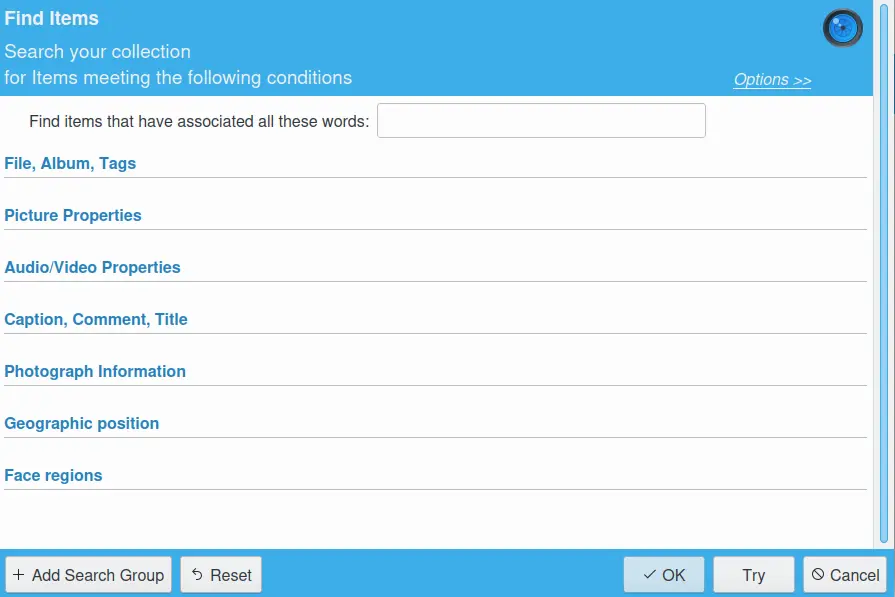 Find Items
Search your collection
for Items meeting the following conditions
Options >>
Find items that have associated all these words:
File, Album, Tags
Picture Properties
Audio/Video Properties
Caption, Comment, Title
Photograph Information
Geographic position
Face regions
+ Add Search Group Reset OK Try Cancel